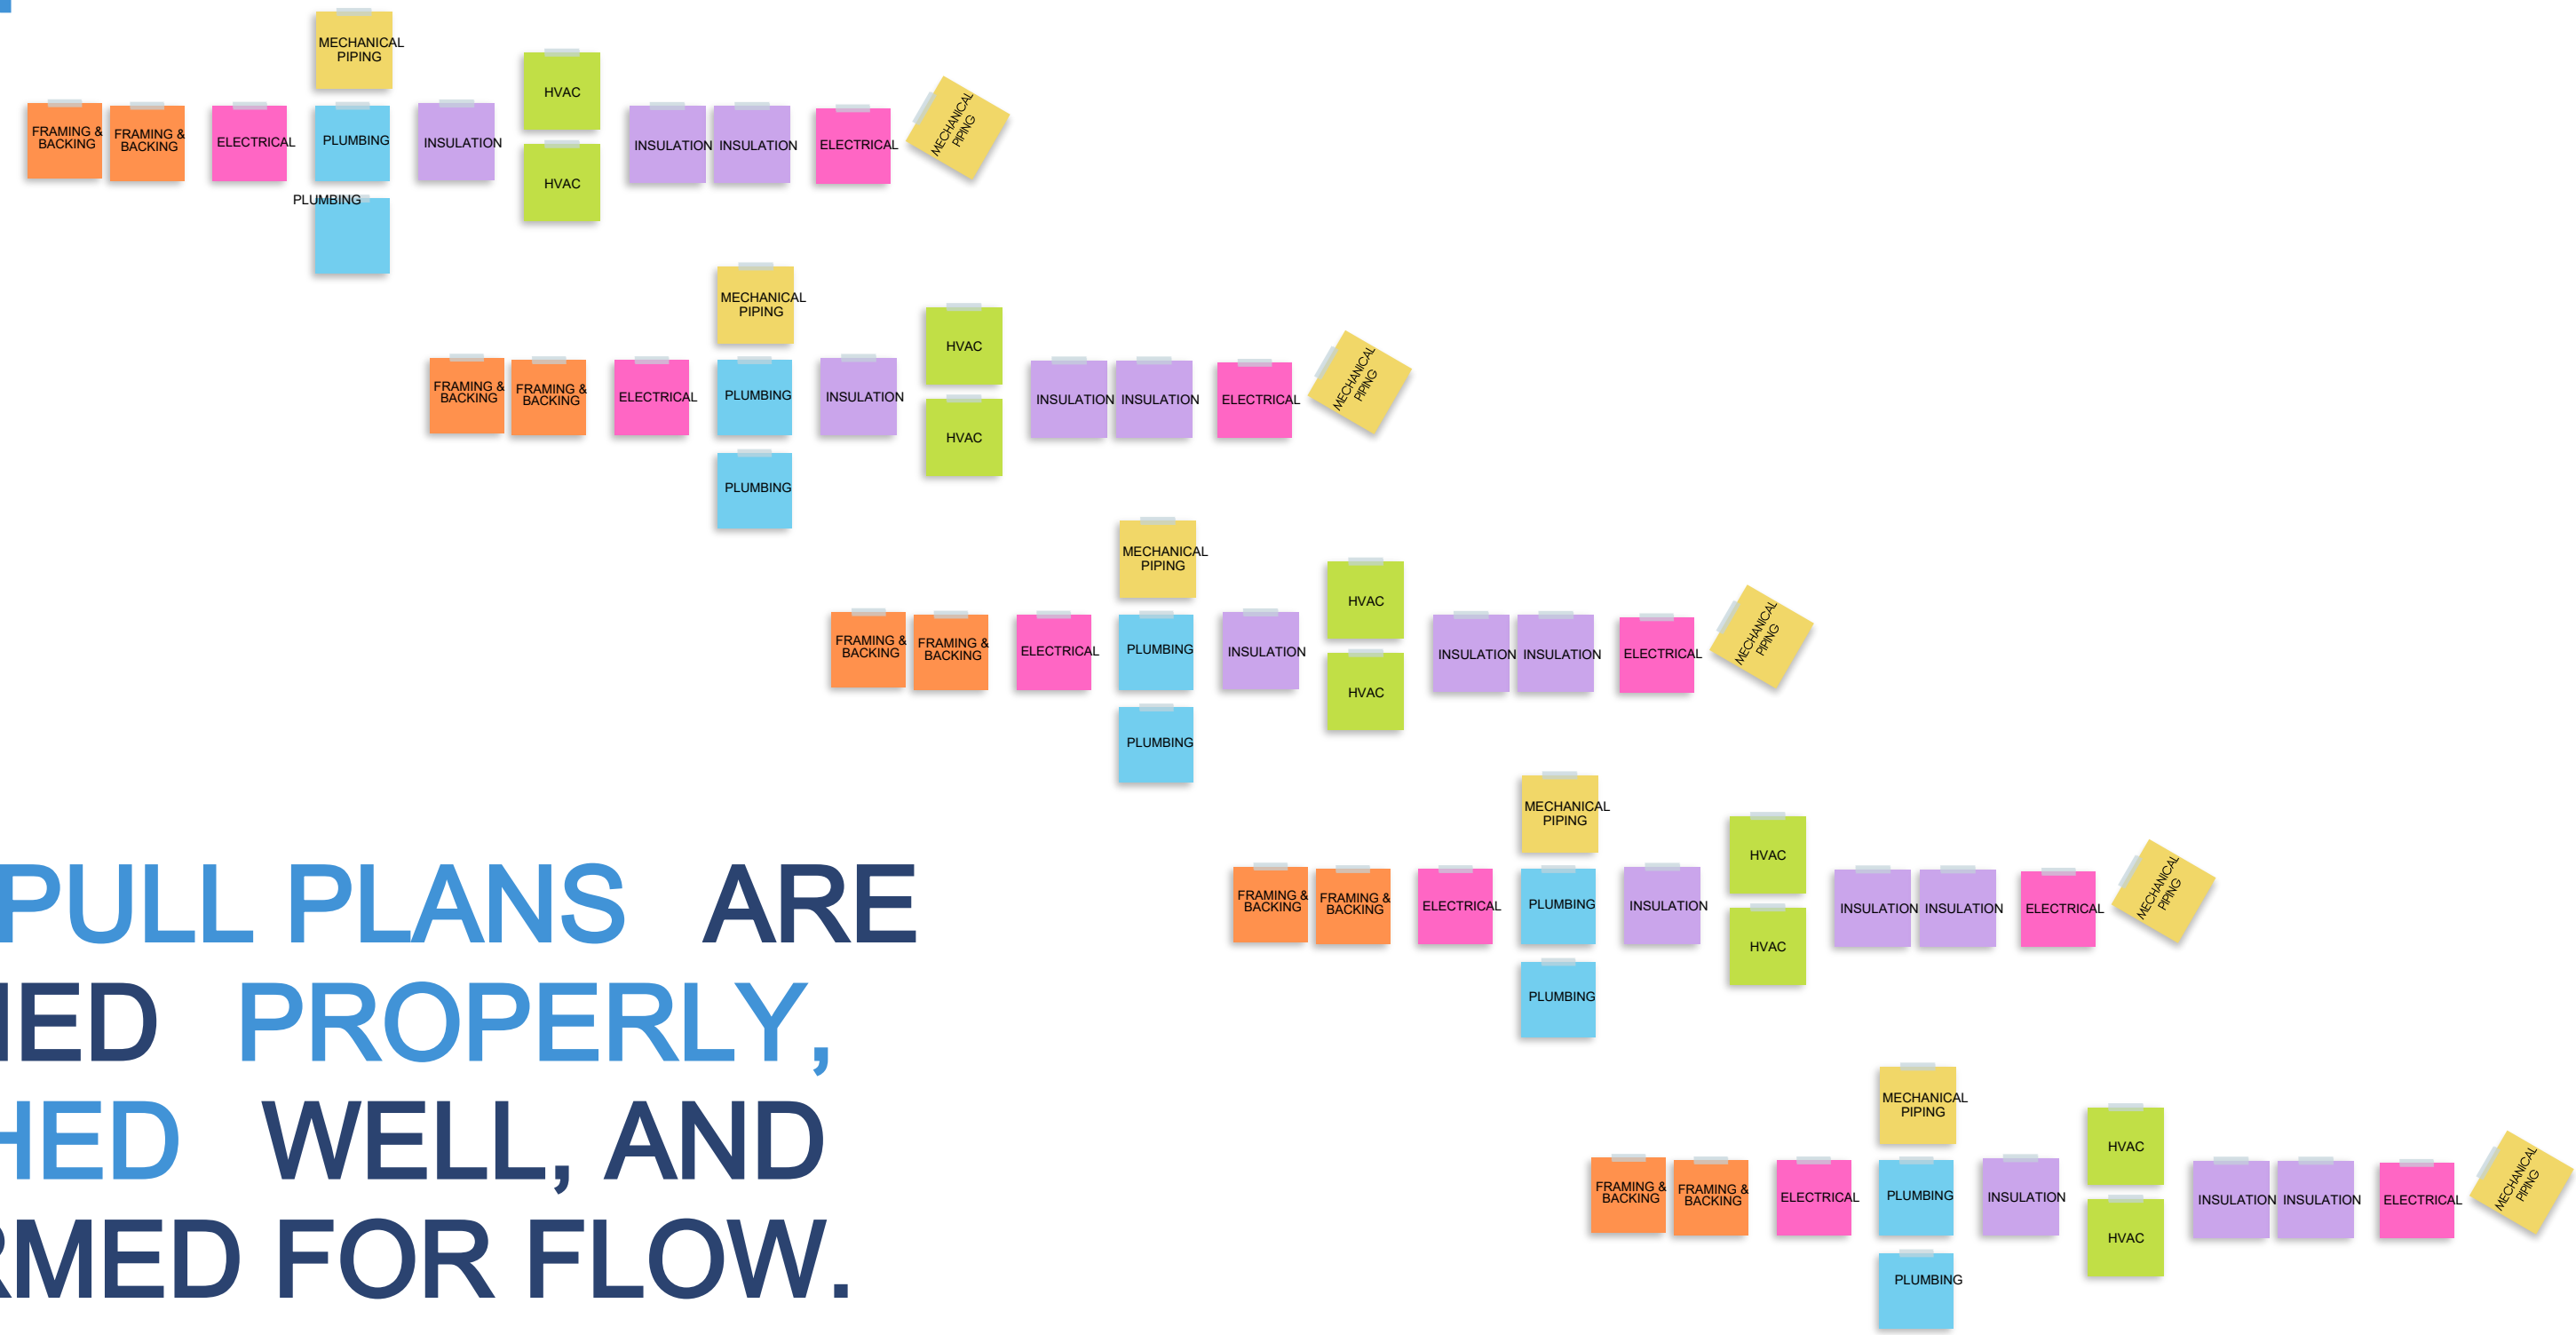 MECHANICAL
PIPING
HVAC
FRAMING &
BACKING
FRAMING &
BACKING
ELECTRICAL
PLUMBING
INSULATION
HVAC
INSULATION
INSULATION
ELECTRICAL
MECHANICAL
PIPING
PLUMBING
MECHANICAL
PIPING
HVAC
FRAMING &
BACKING
FRAMING &
BACKING
ELECTRICAL
PLUMBING
INSULATION
HVAC
INSULATION
INSULATION
ELECTRICAL
MECHANICAL
PIPING
PLUMBING
MECHANICAL
PIPING
HVAC
FRAMING &
BACKING
FRAMING &
BACKING
ELECTRICAL
PLUMBING
INSULATION
HVAC
INSULATION
INSULATION
ELECTRICAL
MECHANICAL
PIPING
PLUMBING
MECHANICAL
PIPING
HVAC
FRAMING &
BACKING
FRAMING &
BACKING
ELECTRICAL
PLUMBING
INSULATION
HVAC
INSULATION
INSULATION
ELECTRICAL
MECHANICAL
PIPING
PLUMBING
MECHANICAL
PIPING
HVAC
FRAMING &
BACKING
FRAMING &
BACKING
ELECTRICAL
PLUMBING
INSULATION
HVAC
INSULATION
INSULATION
ELECTRICAL
MECHANICAL
PIPING
PLUMBING
PULL PLANS ARE
PROPERLY,
HED WELL, AND
RMED FOR FLOW.